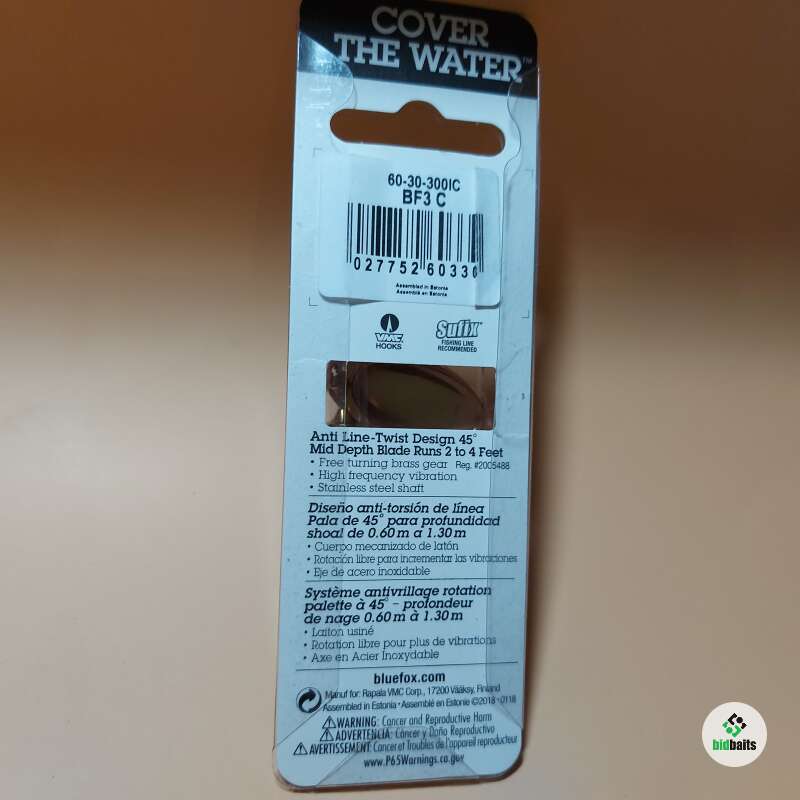 COVER
THE WATER™
60-30-300IC
BF3 C
027752 60330
Assembled in Estonia
Assemblé en Estonie
VMC
HOOKS
Sufix
FISHING LINE
RECOMMENDED
Anti Line-Twist Design 45°
Mid Depth Blade Runs 2 to 4 Feet
• Free turning brass gear Reg. #2005488
• High frequency vibration
• Stainless steel shaft
Diseño anti-torsión de línea
Pala de 45° para profundidad
shoal de 0.60 m a 1.30 m
• Cuerpo mecanizado de latón
• Rotación libre para incrementar las vibraciones
• Eje de acero inoxidable
Système antivrillage rotation
palette à 45° – profondeur
de nage 0.60 m à 1.30 m
• Laiton usiné
• Rotation libre pour plus de vibrations
• Axe en Acier Inoxydable
bluefox.com
Manuf for: Rapala VMC Corp., 17200 Vääksy, Finland
Assembled in Estonia • Assemblé en Estonie ©2018 • 0118
WARNING: Cancer and Reproductive Harm
ADVERTENCIA: Cáncer y Daño Reproductivo
AVERTISSEMENT: Cancer et Troubles de l'appareil reproducteur
www.P65Warnings.ca.gov
bidbaits